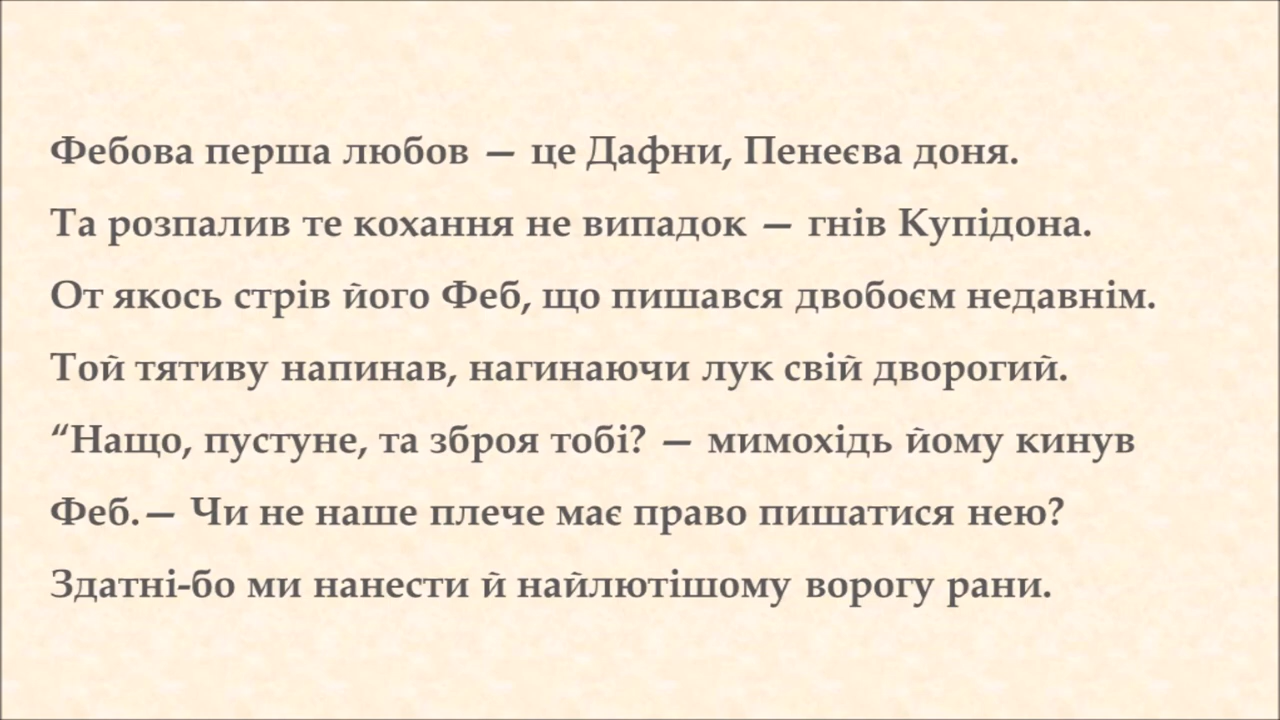 Фебова перша любов — це Дафни, Пенеєва доня.
Та розпалив те кохання не випадок — гнів Купідона.
От якось стрів його Феб, що пишався двобоєм недавнім.
Той тятиву напинав, нагинаючи лук свій дворогий.
“Нащо, пустуне, та зброя тобі? — мимохідь йому кинув
Феб.— Чи не наше плече має право пишатися нею?
Здатні-бо ми нанести й найлютішому ворогу рани.